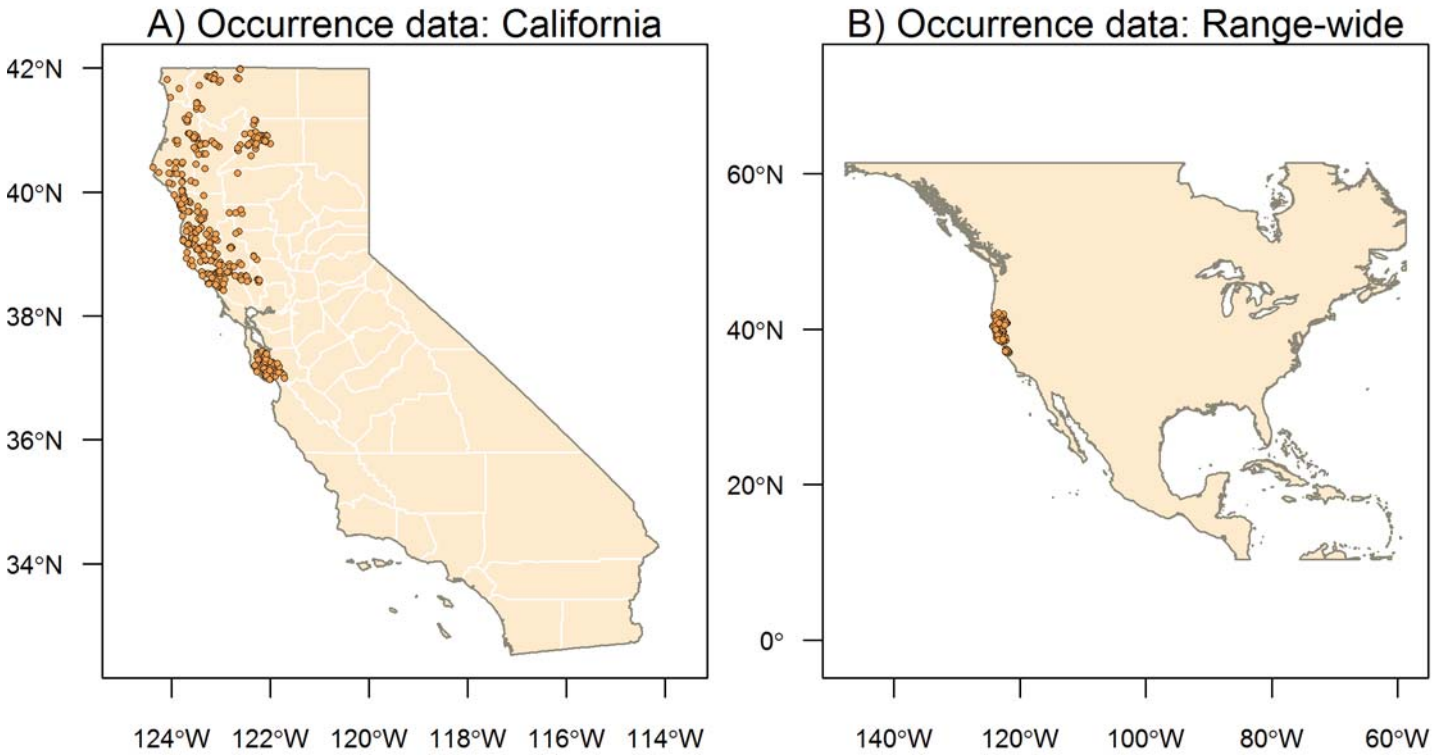 A) Occurrence data: California
42°N
40°N
38°N
36°N
34°N
124°W 122°W 120°W 118°W 116°W 114°W
B) Occurrence data: Range-wide
60°N
40°N
20°N
0°
140°W 120°W 100°W 80°W 60°W